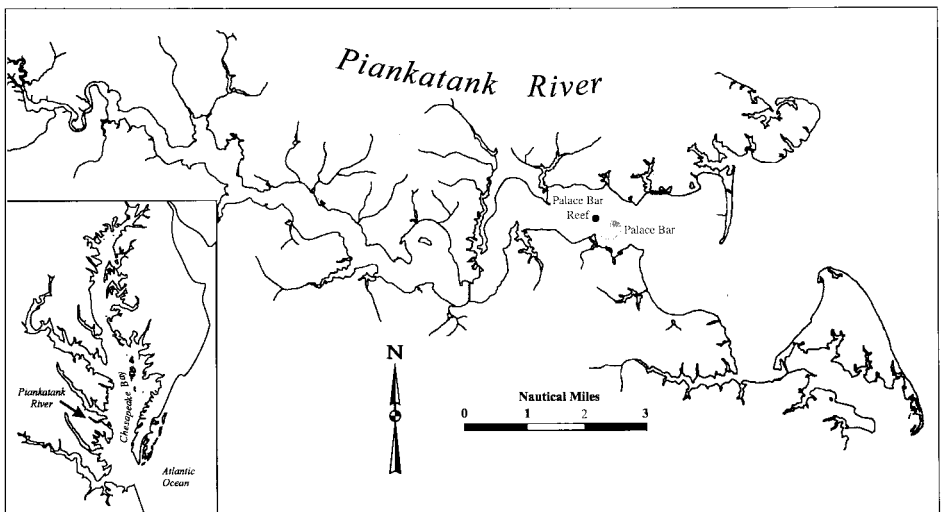 Piankatank River
Palace Bar
Reef
Palace Bar
N
Nautical Miles
0 1 2 3
Piankatank
River
Chesapeake Bay
Atlantic
Ocean